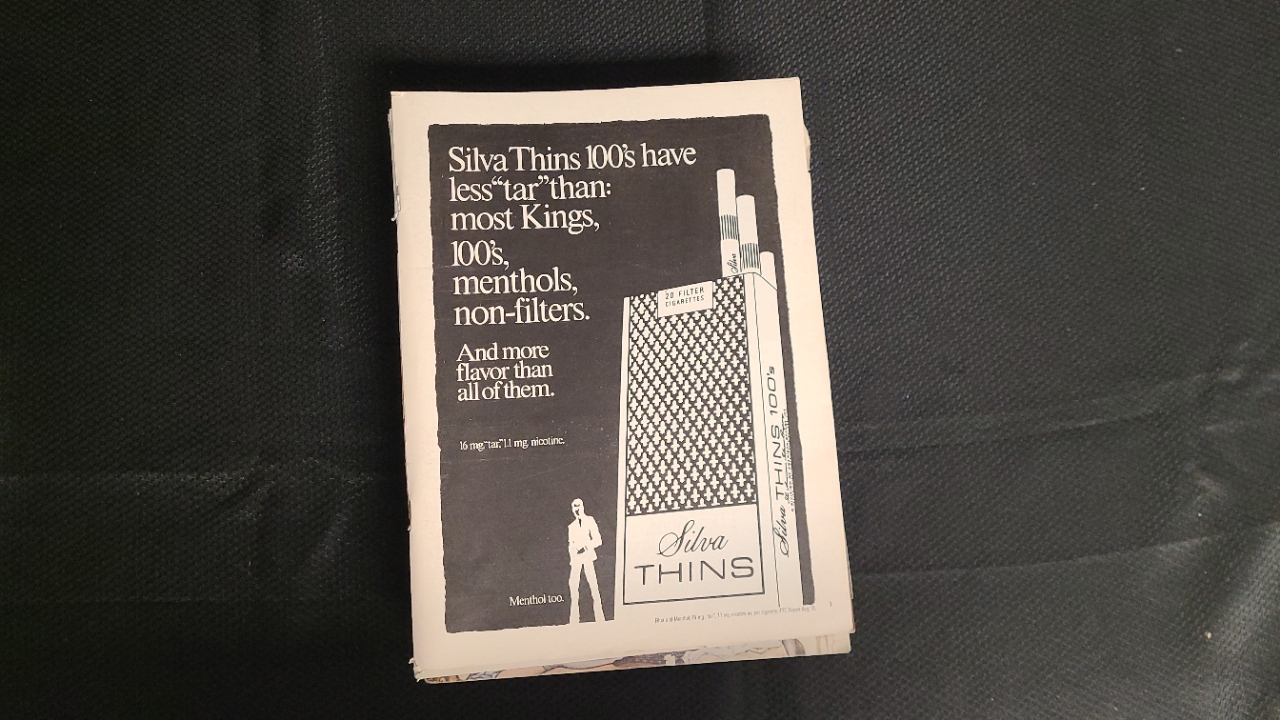 Silva Thins 100's have
less "tar" than:
most Kings,
100's,
menthols,
non-filters.
And more
flavor than
all of them.
16 mg. "tar," 1.1 mg. nicotine.
Menthol too.
20 FILTER
CIGARETTES
Silva
THINS
Silva THINS 100's
Silva